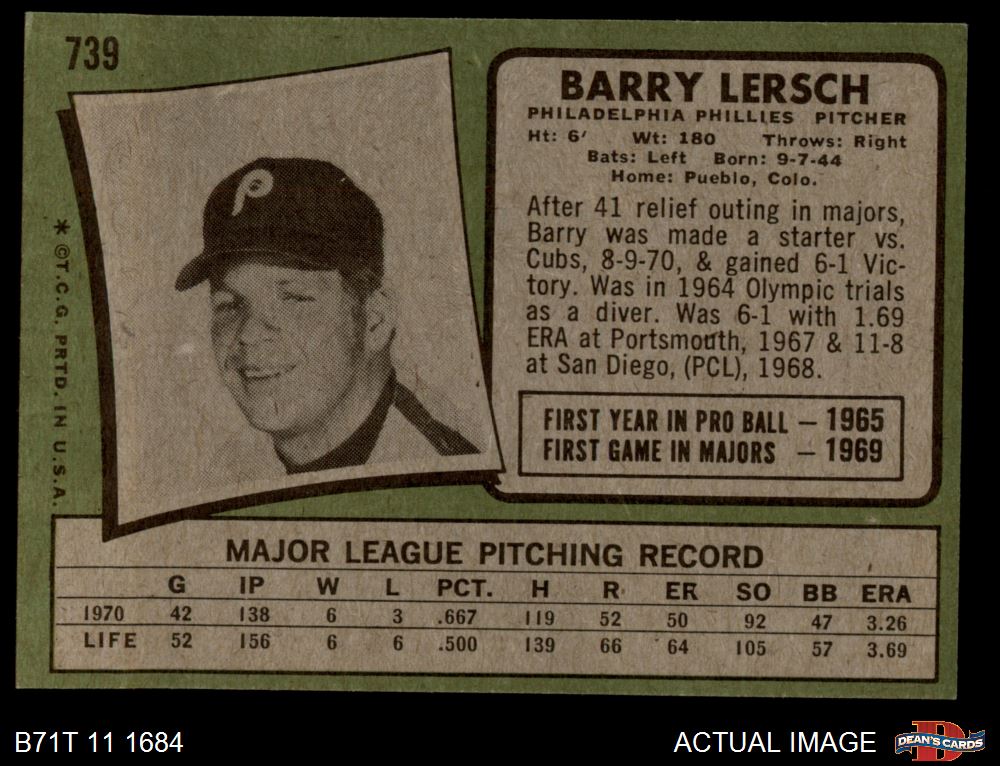 739
BARRY LERSCH
PHILADELPHIA PHILLIES PITCHER
Ht: 6' Wt: 180 Throws: Right
Bats: Left Born: 9-7-44
Home: Pueblo, Colo.
After 41 relief outing in majors,
Barry was made a starter vs.
Cubs, 8-9-70, & gained 6-1 Vic-
tory. Was in 1964 Olympic trials
as a diver. Was 6-1 with 1.69
ERA at Portsmouth, 1967 & 11-8
at San Diego, (PCL), 1968.
FIRST YEAR IN PRO BALL – 1965
FIRST GAME IN MAJORS – 1969
* ©T.C.G. PRTD. IN U.S.A.
P
MAJOR LEAGUE PITCHING RECORD
G IP W L PCT. H R ER SO BB ERA
1970 42 138 6 3 .667 119 52 50 92 47 3.26
LIFE 52 156 6 6 .500 139 66 64 105 57 3.69
B71T 11 1684
ACTUAL IMAGE
D
DEAN'S CARDS